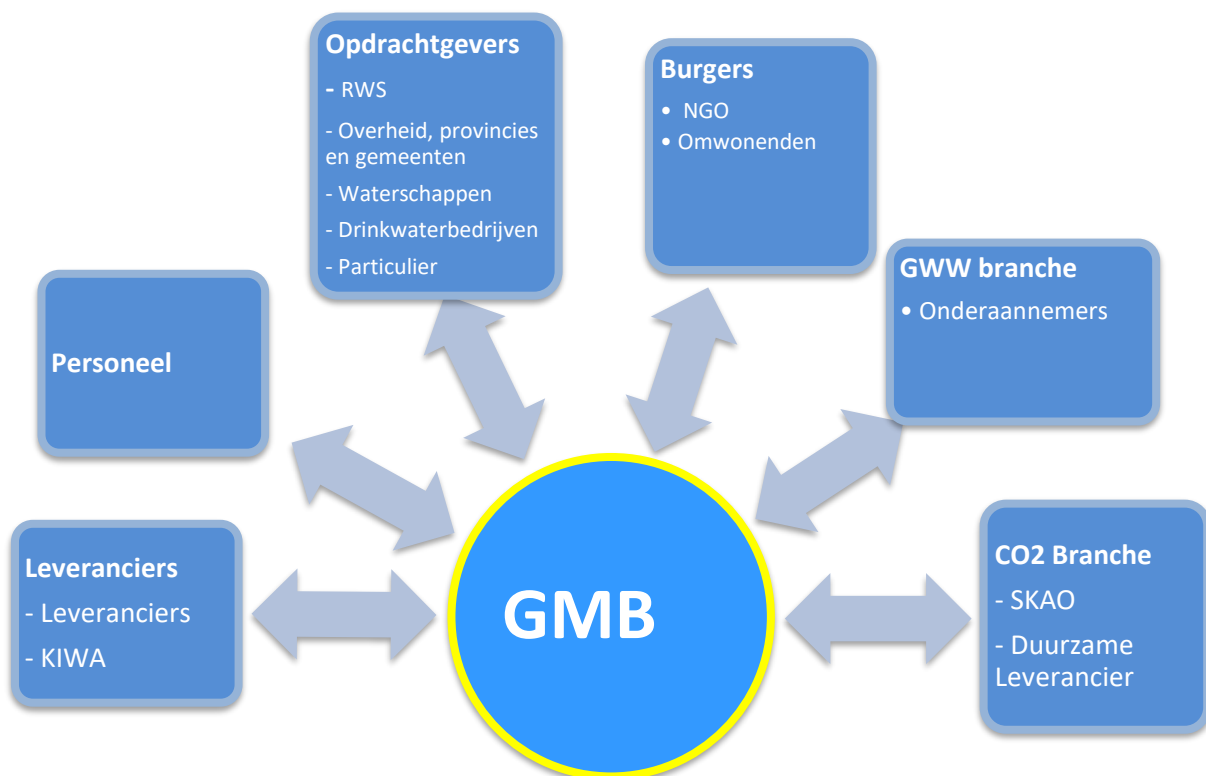 Opdrachtgevers
- RWS
- Overheid, provincies
en gemeenten
- Waterschappen
- Drinkwaterbedrijven
- Particulier
Burgers
• NGO
• Omwonenden
GWW branche
• Onderaannemers
Personeel
Leveranciers
- Leveranciers
- KIWA
GMB
CO2 Branche
- SKAO
- Duurzame
Leverancier